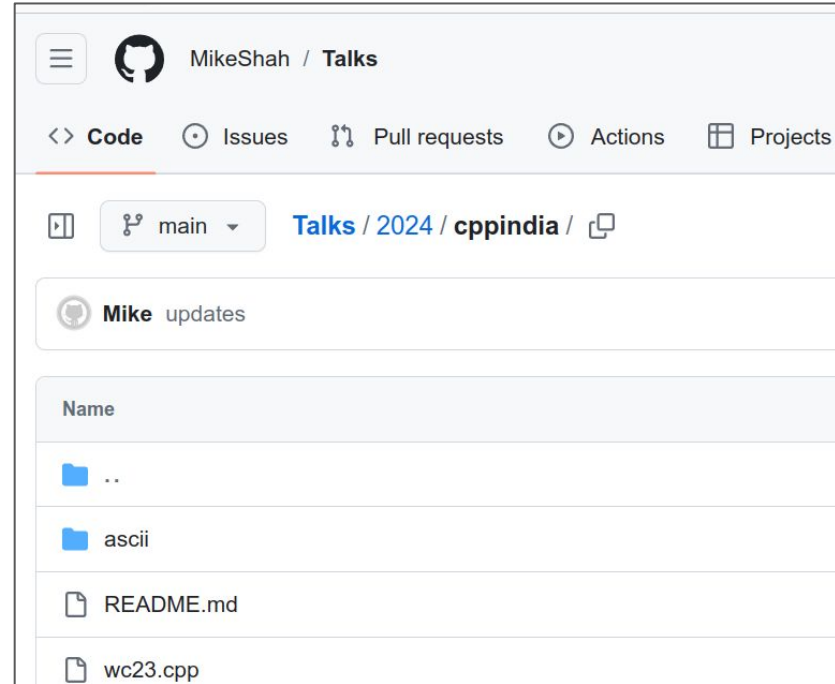 MikeShah / Talks
Code Issues Pull requests Actions Projects
main Talks / 2024 / cppindia /
Mike updates
Name
..
ascii
README.md
wc23.cpp